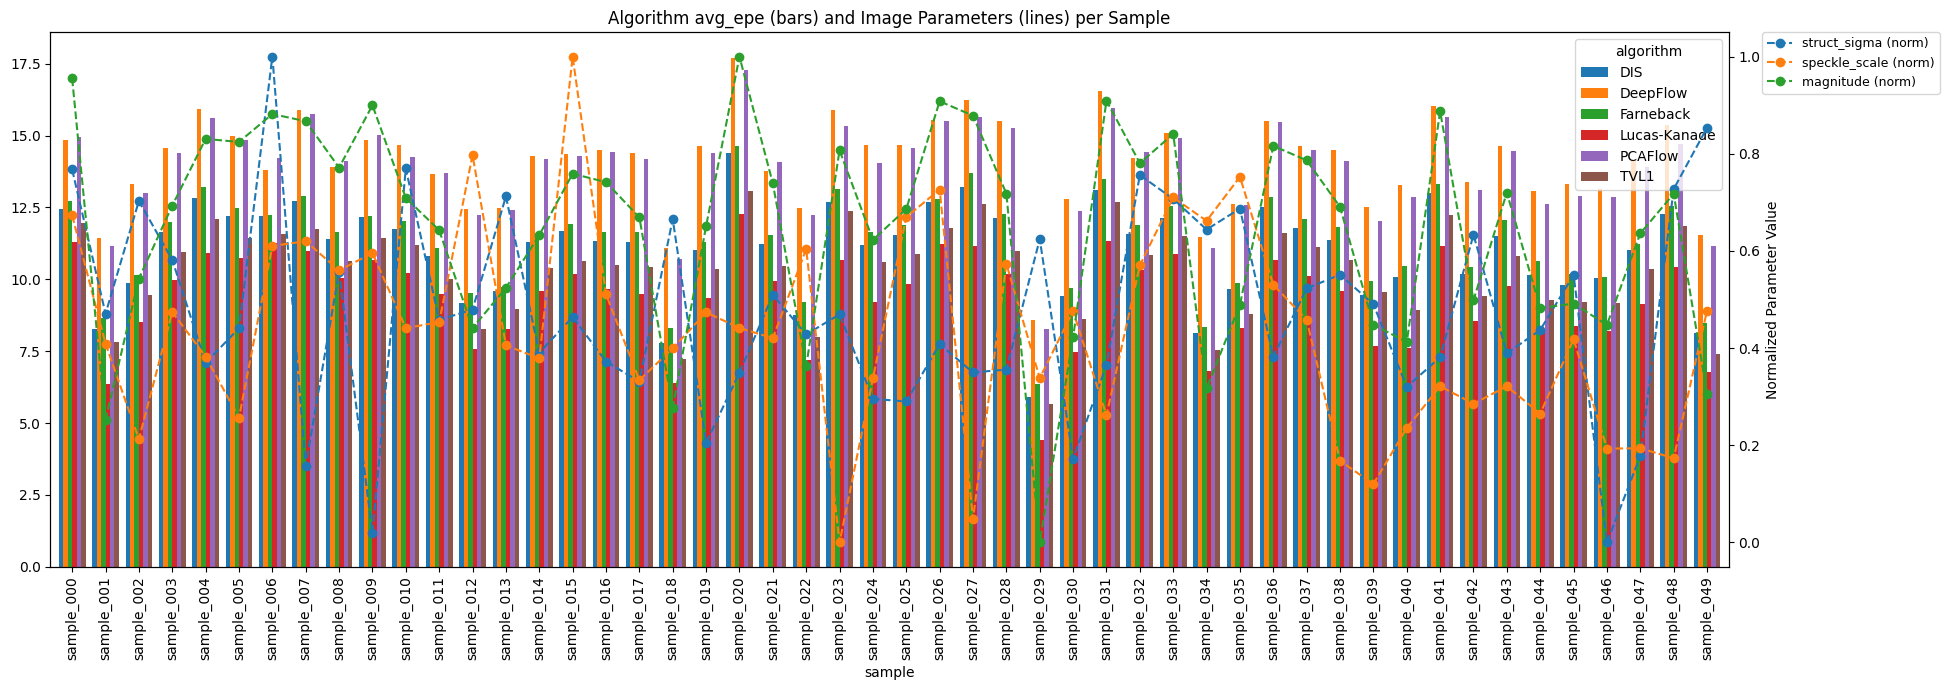 Algorithm avg_epe (bars) and Image Parameters (lines) per Sample
17.5
15.0
12.5
10.0
7.5
5.0
2.5
0.0
algorithm
DIS
DeepFlow
Farneback
Lucas-Kanade
PCAFlow
TVL1
1.0
0.8
0.6
0.4
0.2
0.0
Normalized Parameter Value
struct_sigma (norm)
speckle_scale (norm)
magnitude (norm)
sample_000
sample_001
sample_002
sample_003
sample_004
sample_005
sample_006
sample_007
sample_008
sample_009
sample_010
sample_011
sample_012
sample_013
sample_014
sample_015
sample_016
sample_017
sample_018
sample_019
sample_020
sample_021
sample_022
sample_023
sample_024
sample_025
sample_026
sample_027
sample_028
sample_029
sample_030
sample_031
sample_032
sample_033
sample_034
sample_035
sample_036
sample_037
sample_038
sample_039
sample_040
sample_041
sample_042
sample_043
sample_044
sample_045
sample_046
sample_047
sample_048
sample_049
sample